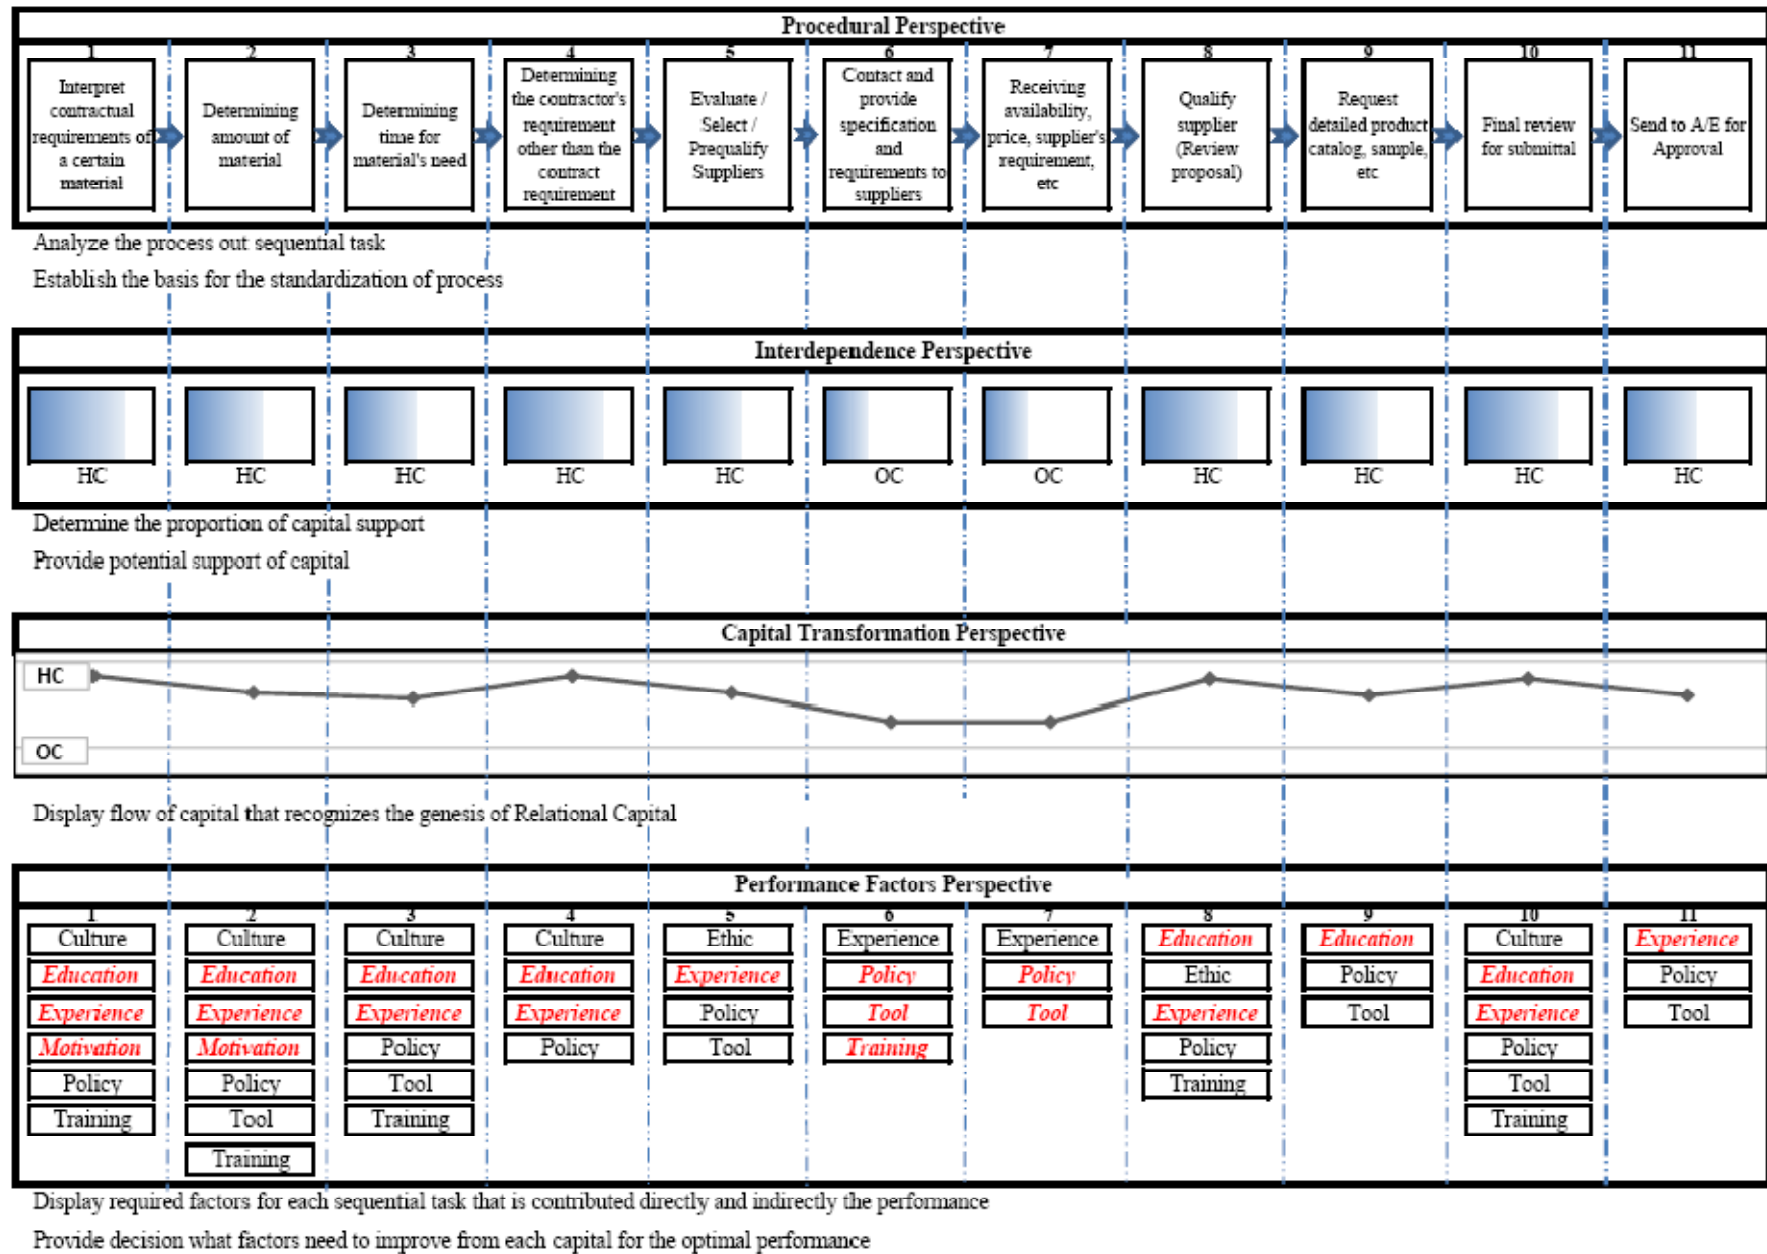 Procedural Perspective
1 2 3 4 5 6 7 8 9 10 11
Interpret
contractual
requirements of
a certain
material
Determining
amount of
material
Determining
time for
material's need
Determining
the contractor's
requirement
other than the
contract
requirement
Evaluate /
Select /
Prequalify
Suppliers
Contact and
provide
specification
and
requirements to
suppliers
Receiving
availability,
price, supplier's
requirement,
etc
Qualify
supplier
(Review
proposal)
Request
detailed product
catalog, sample,
etc
Final review
for submittal
Send to A/E for
Approval
Analyze the process out sequential task
Establish the basis for the standardization of process
Interdependence Perspective
HC HC HC HC HC OC OC HC HC HC HC
Determine the proportion of capital support
Provide potential support of capital
Capital Transformation Perspective
HC
OC
Display flow of capital that recognizes the genesis of Relational Capital
Performance Factors Perspective
1 2 3 4 5 6 7 8 9 10 11
Culture
Education
Experience
Motivation
Policy
Training
Culture
Education
Experience
Motivation
Policy
Tool
Training
Culture
Education
Experience
Policy
Tool
Training
Culture
Education
Experience
Policy
Ethic
Experience
Policy
Tool
Experience
Policy
Tool
Training
Experience
Policy
Tool
Education
Ethic
Experience
Policy
Training
Education
Policy
Tool
Culture
Education
Experience
Policy
Tool
Training
Experience
Policy
Tool
Display required factors for each sequential task that is contributed directly and indirectly the performance
Provide decision what factors need to improve from each capital for the optimal performance